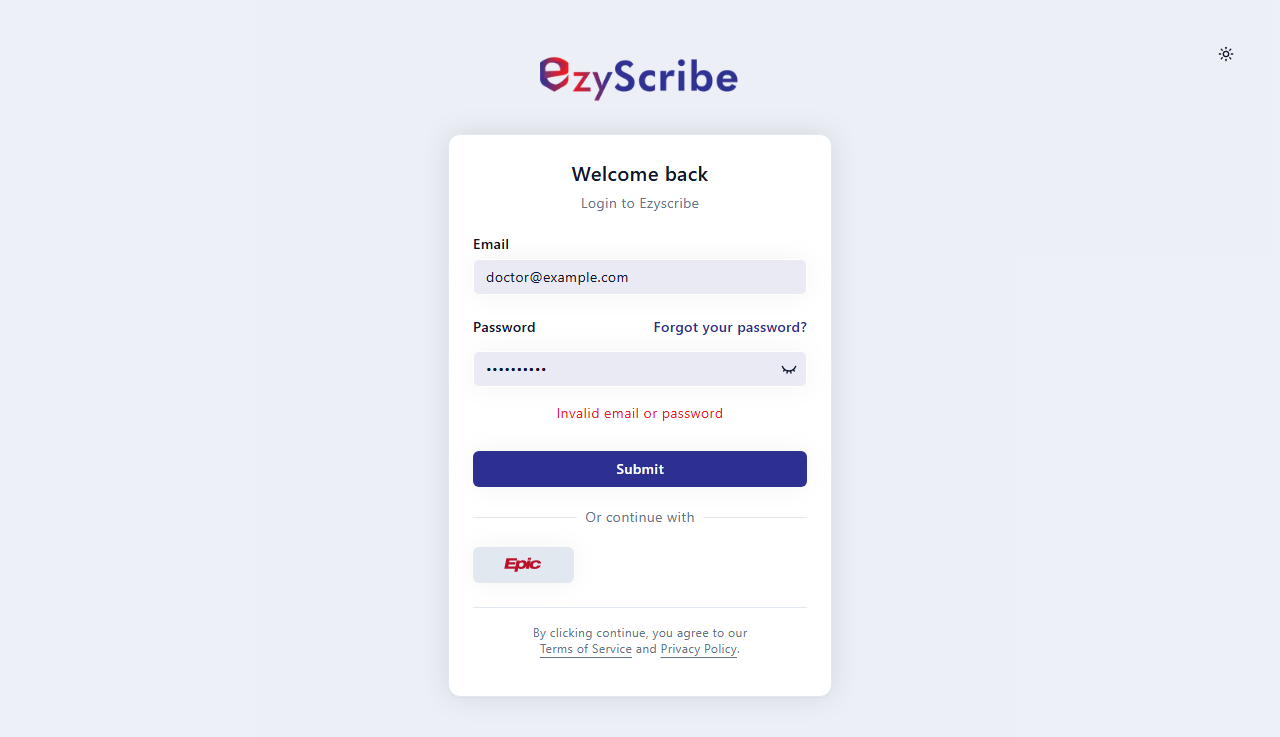 EzyScribe
Welcome back
Login to Ezyscribe
Email
doctor@example.com
Password Forgot your password?
••••••••••
Invalid email or password
Submit
Or continue with
Epic
By clicking continue, you agree to our
Terms of Service and Privacy Policy.